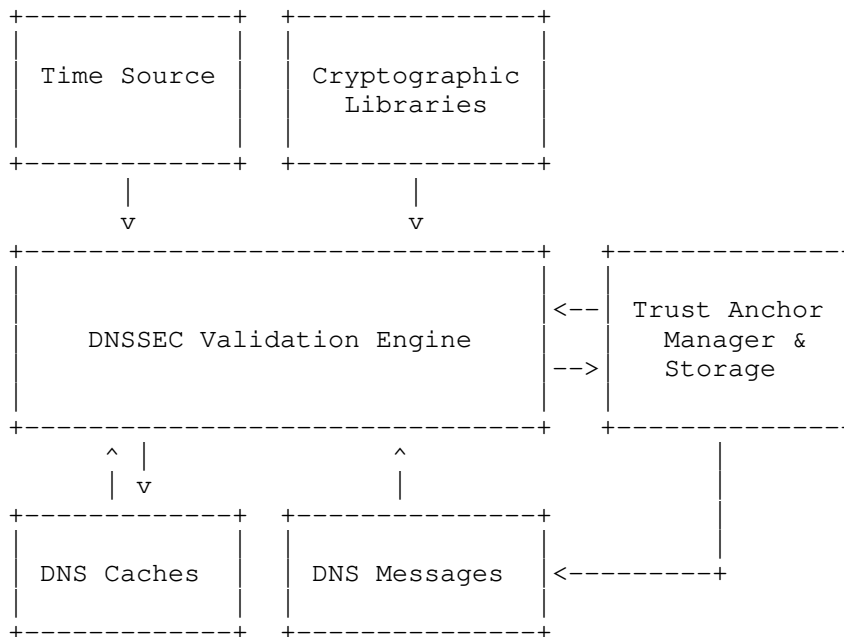 Time Source
Cryptographic
Libraries
DNSSEC Validation Engine
Trust Anchor
Manager &
Storage
DNS Caches
DNS Messages